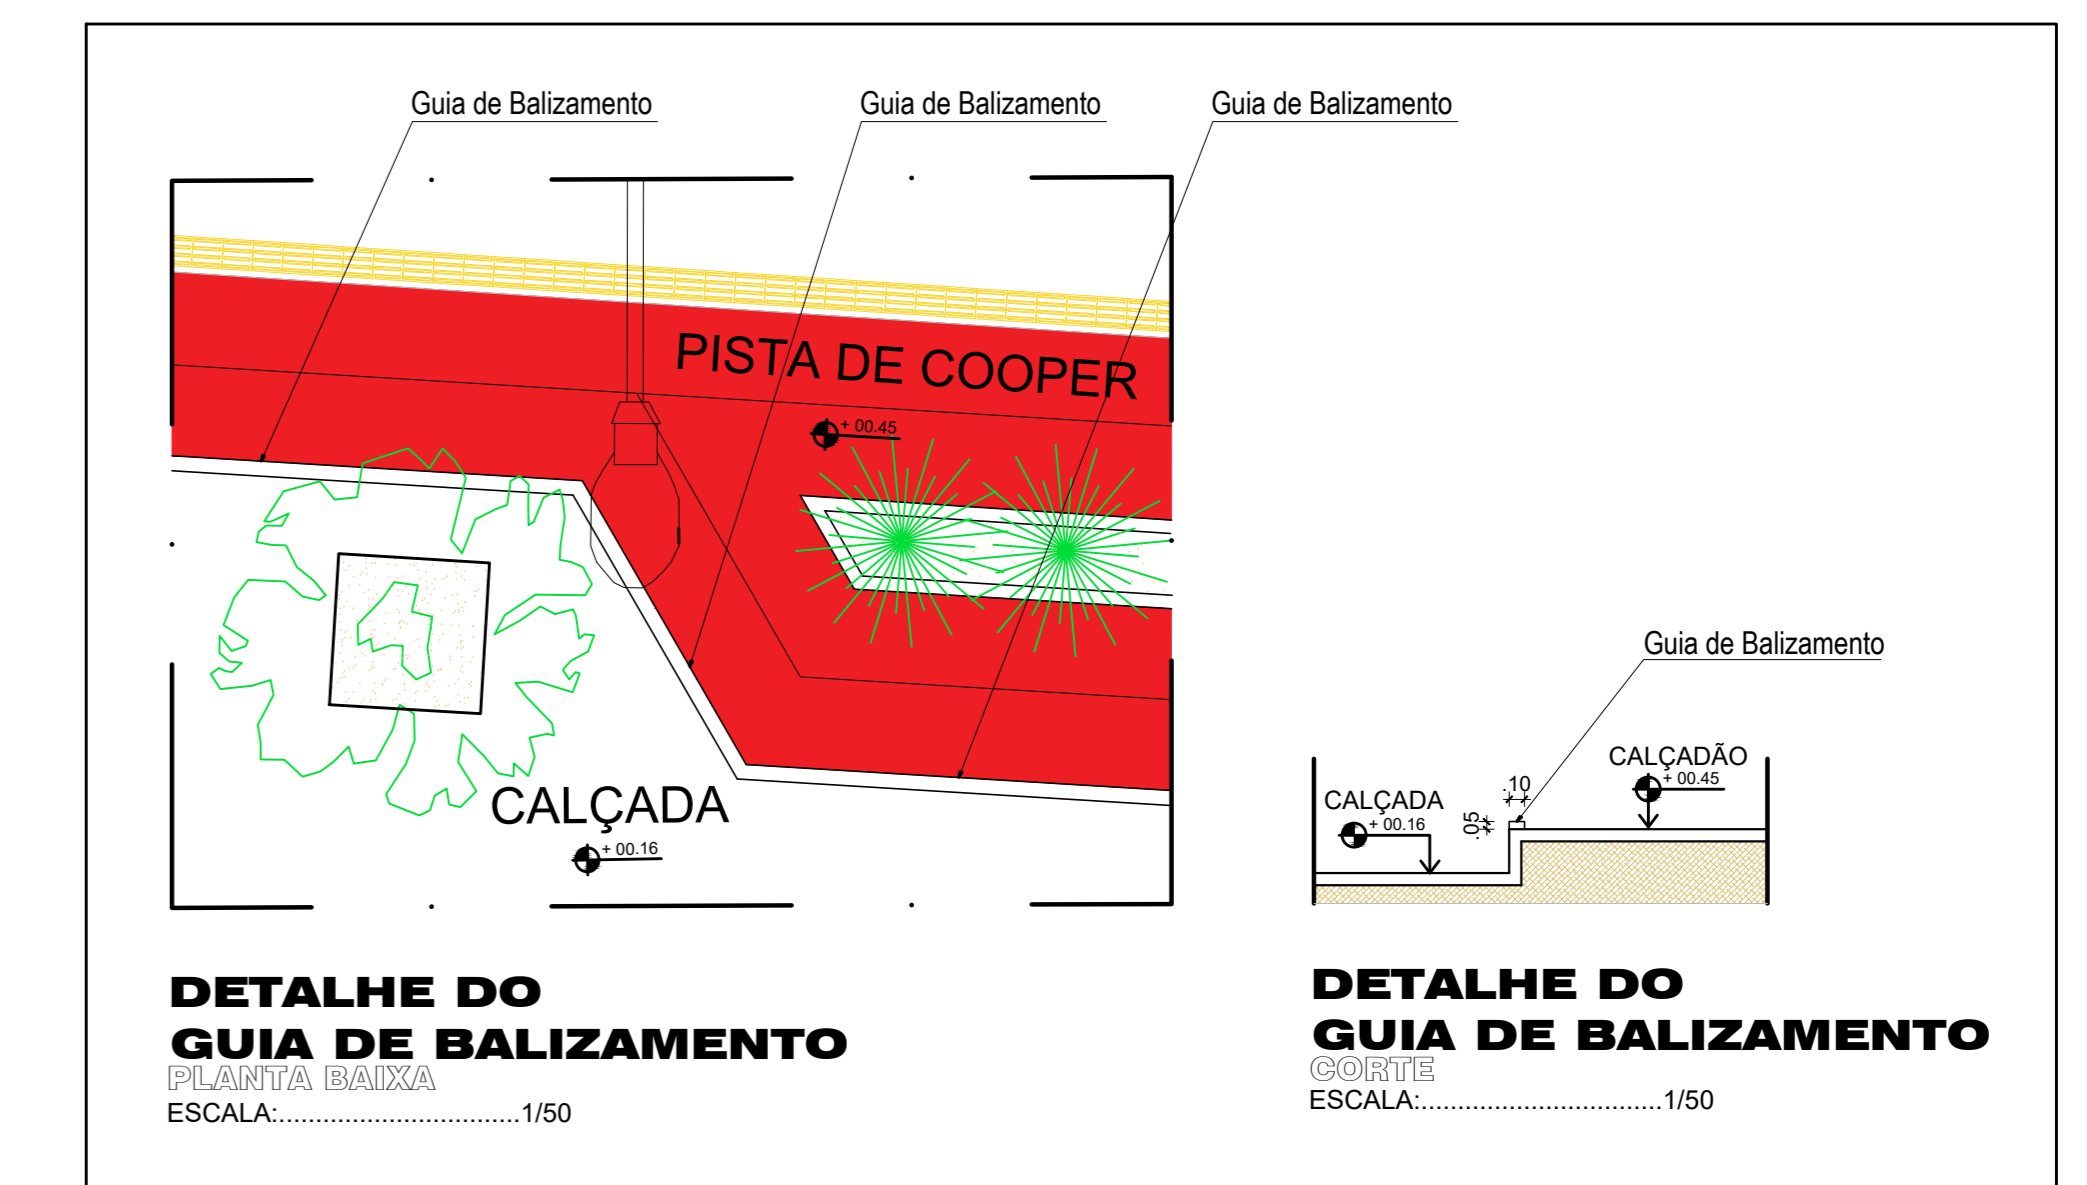 Guia de Balizamento
Guia de Balizamento
Guia de Balizamento
PISTA DE COOPER
+ 00.45
CALÇADA
+ 00.16
DETALHE DO
GUIA DE BALIZAMENTO
PLANTA BAIXA
ESCALA:.................................1/50
Guia de Balizamento
CALÇADÃO
+ 00.45
.10
CALÇADA
+ 00.16
.05
DETALHE DO
GUIA DE BALIZAMENTO
CORTE
ESCALA:.................................1/50